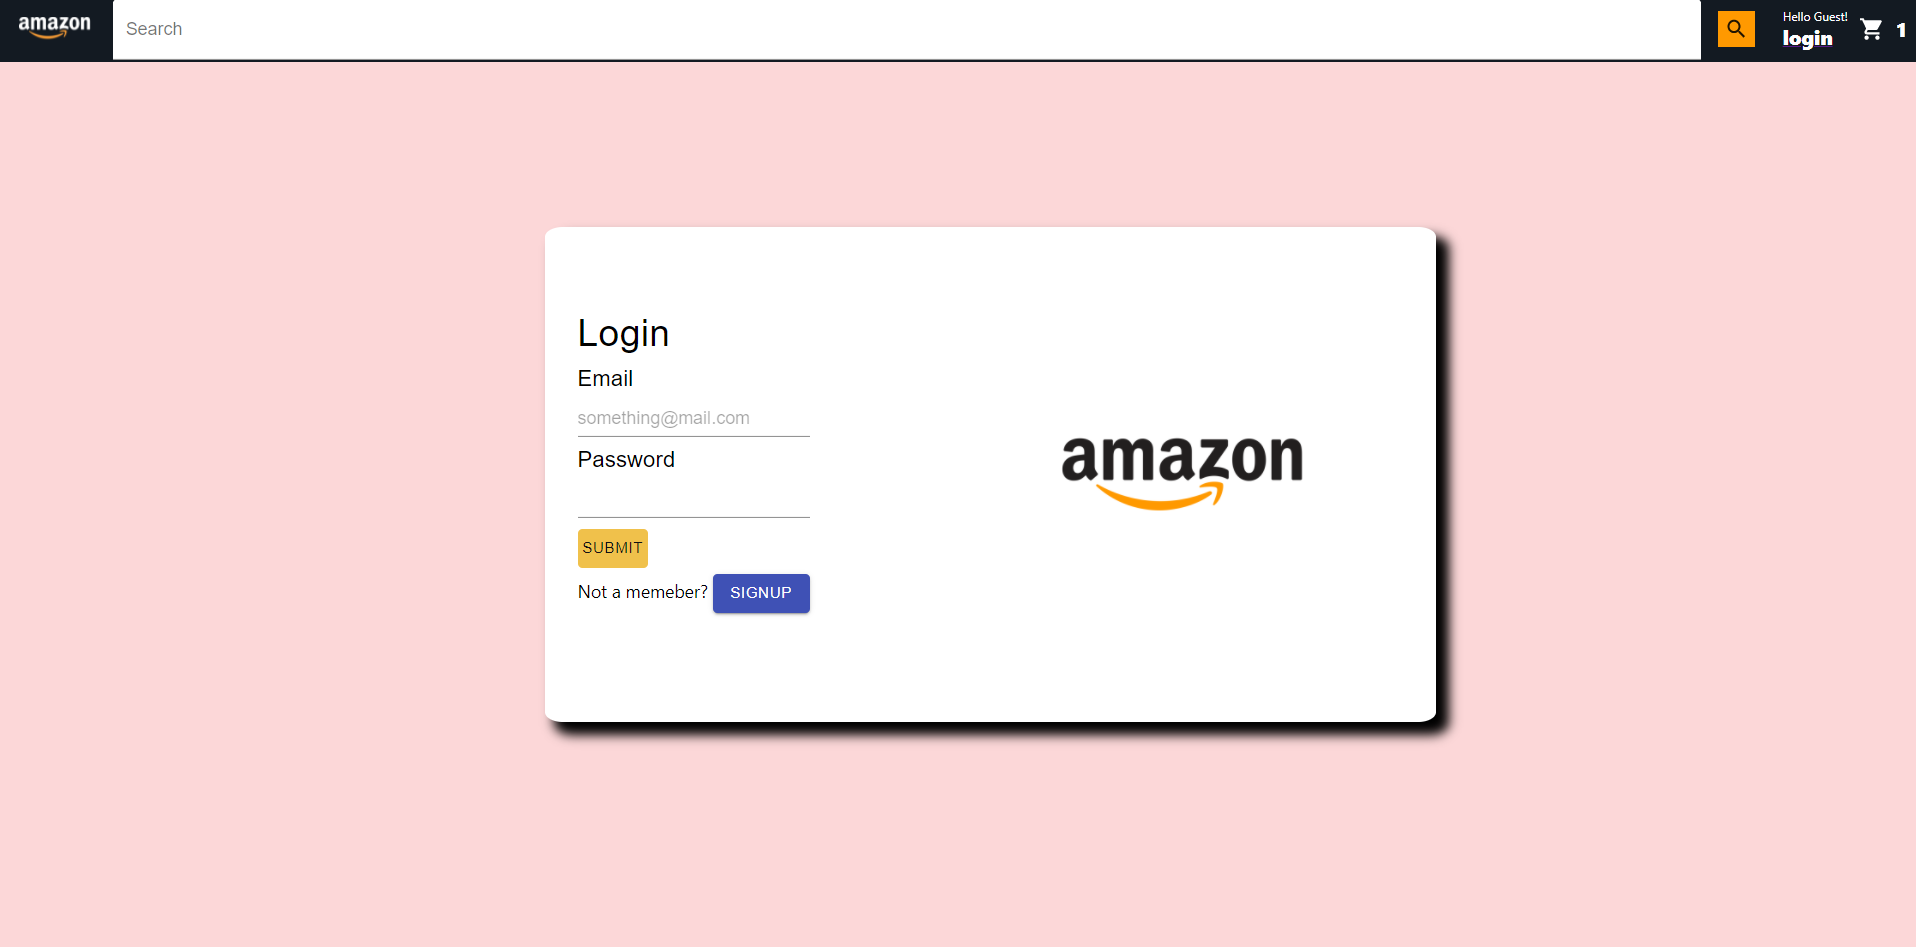 amazon
Search
Hello Guest!
login
1
Login
Email
something@mail.com
Password
SUBMIT
Not a memeber? SIGNUP
amazon